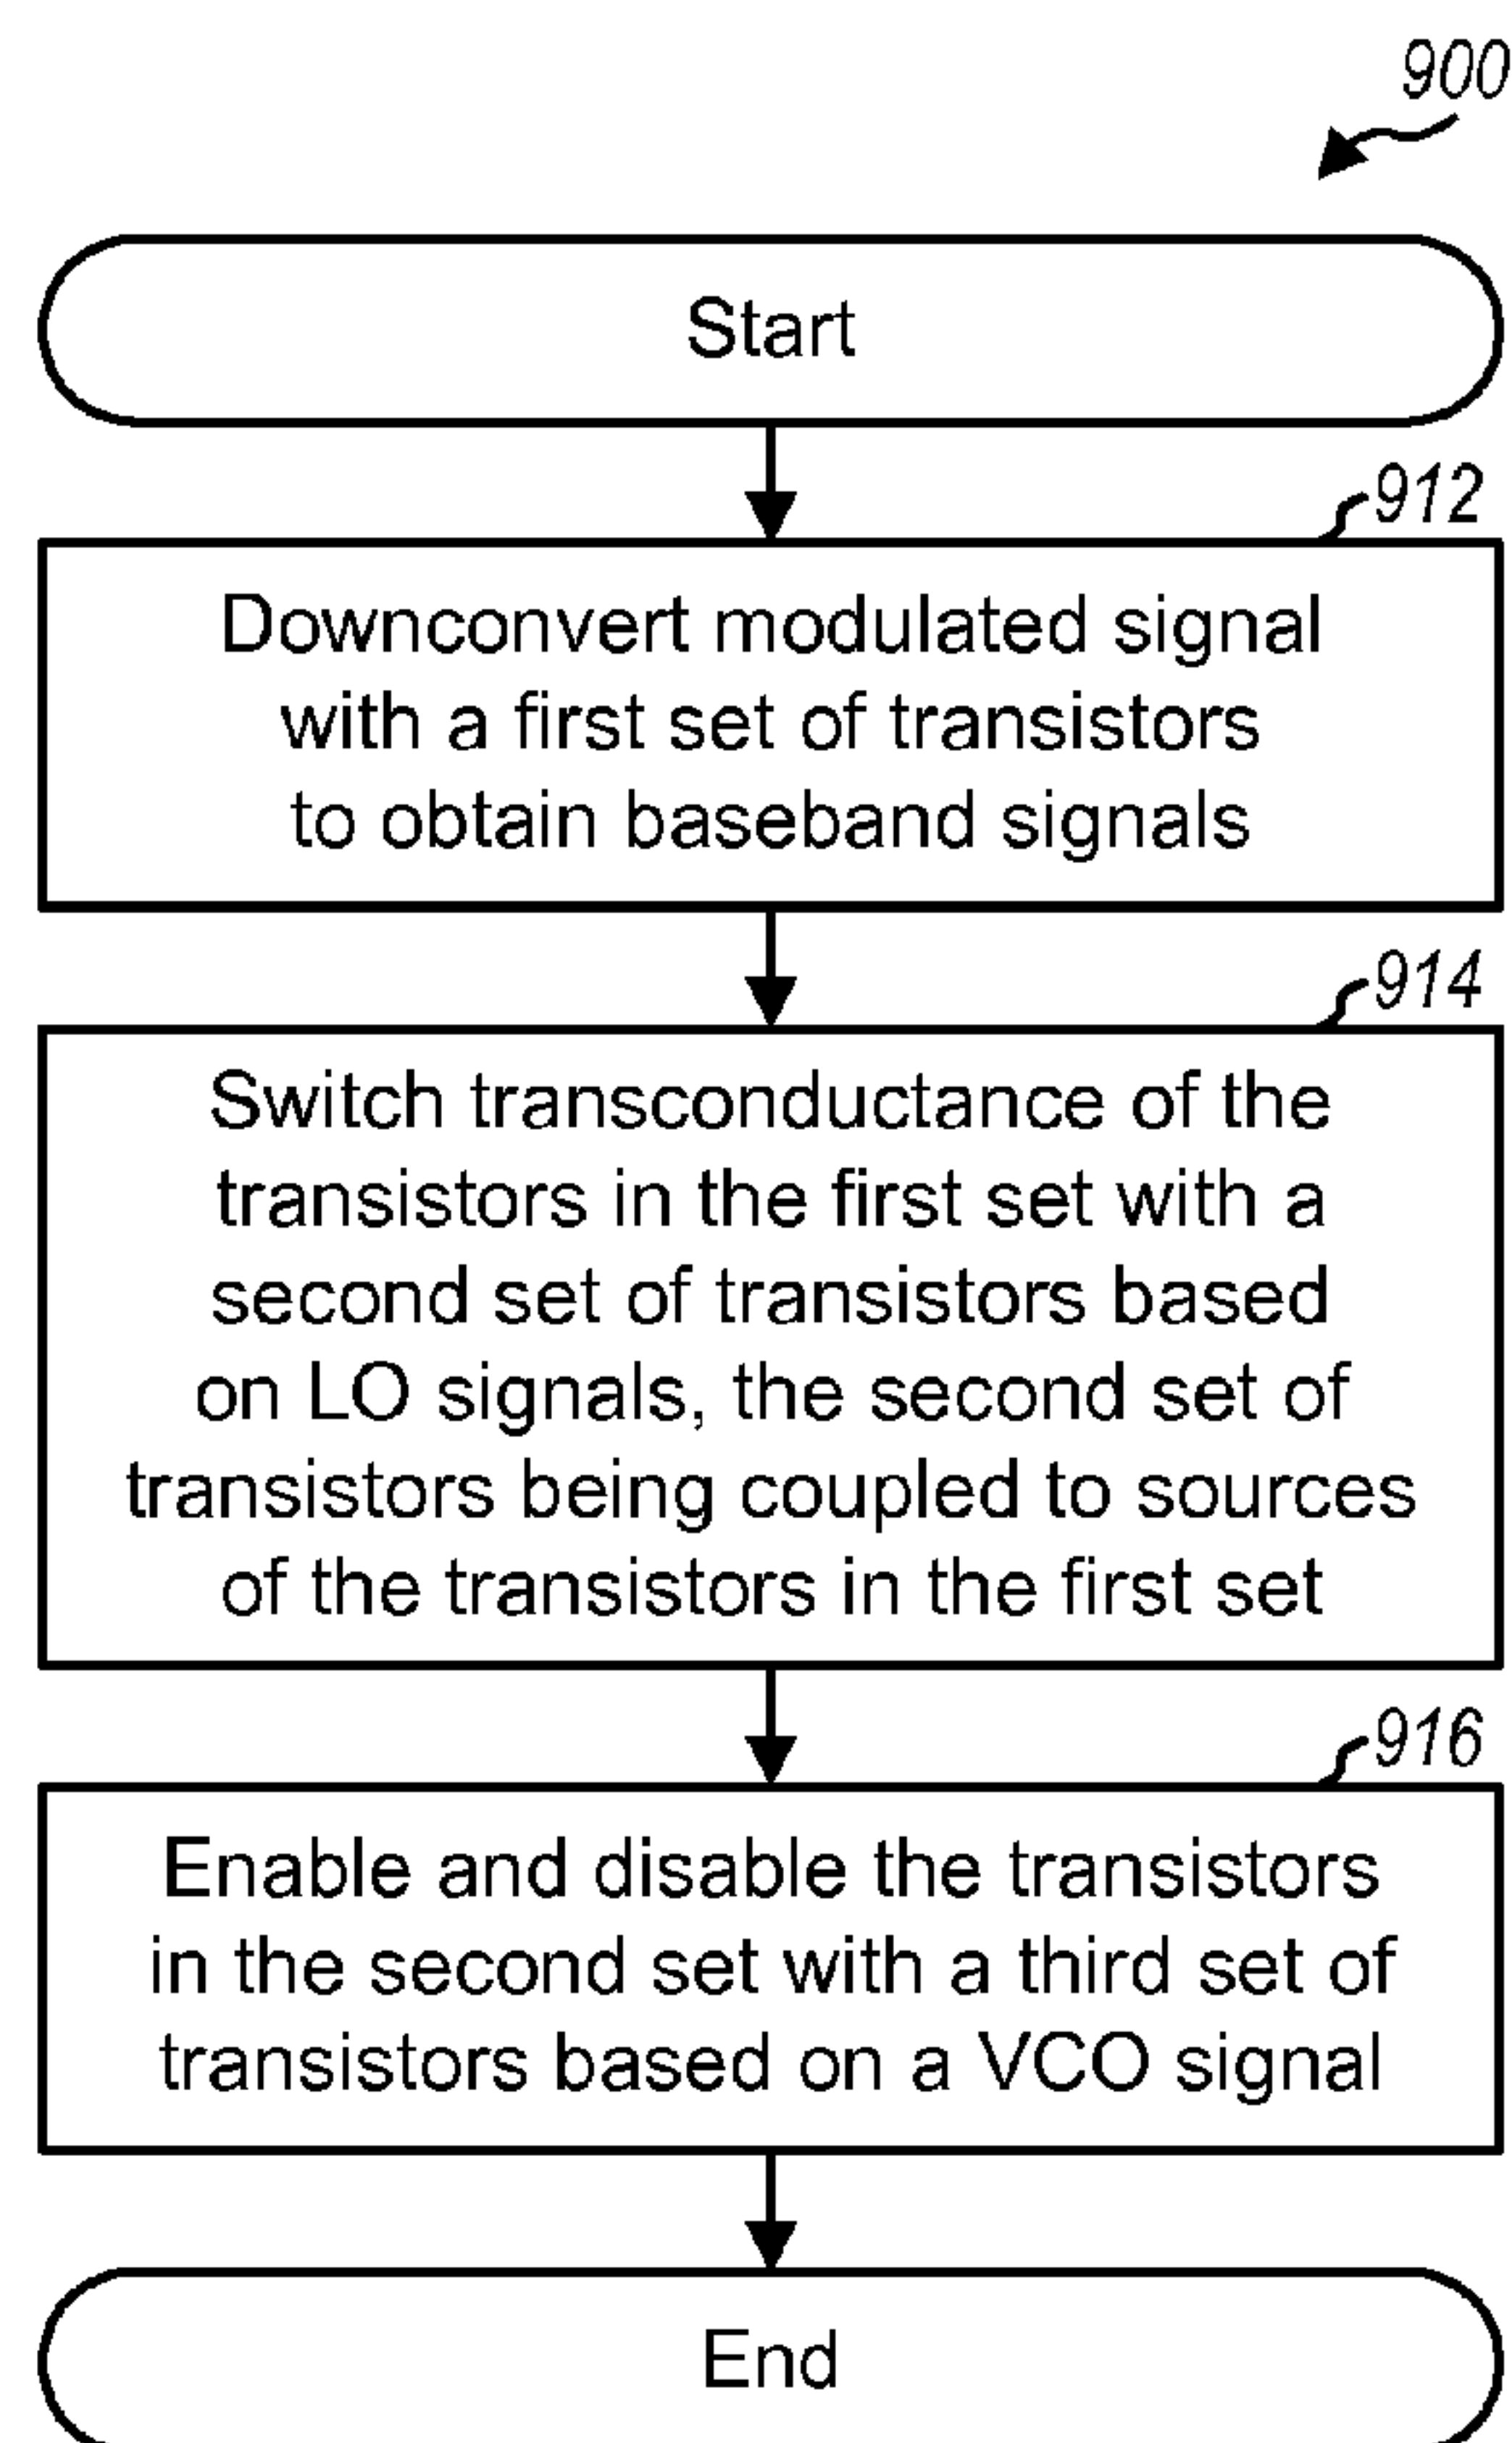 900
Start
912
Downconvert modulated signal
with a first set of transistors
to obtain baseband signals
914
Switch transconductance of the
transistors in the first set with a
second set of transistors based
on LO signals, the second set of
transistors being coupled to sources
of the transistors in the first set
916
Enable and disable the transistors
in the second set with a third set of
transistors based on a VCO signal
End